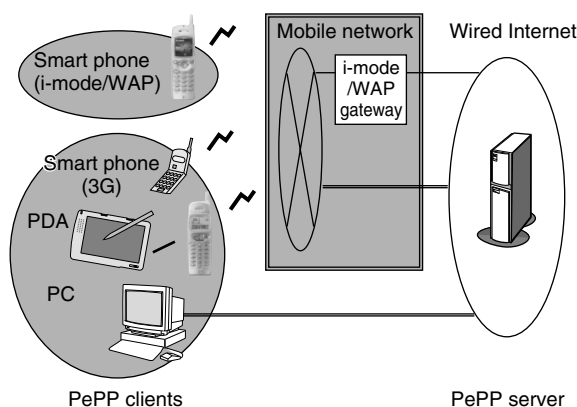 Smart phone
(i-mode/WAP)
Mobile network
Wired Internet
i-mode
/WAP
gateway
Smart phone
(3G)
PDA
PC
PePP clients
PePP server